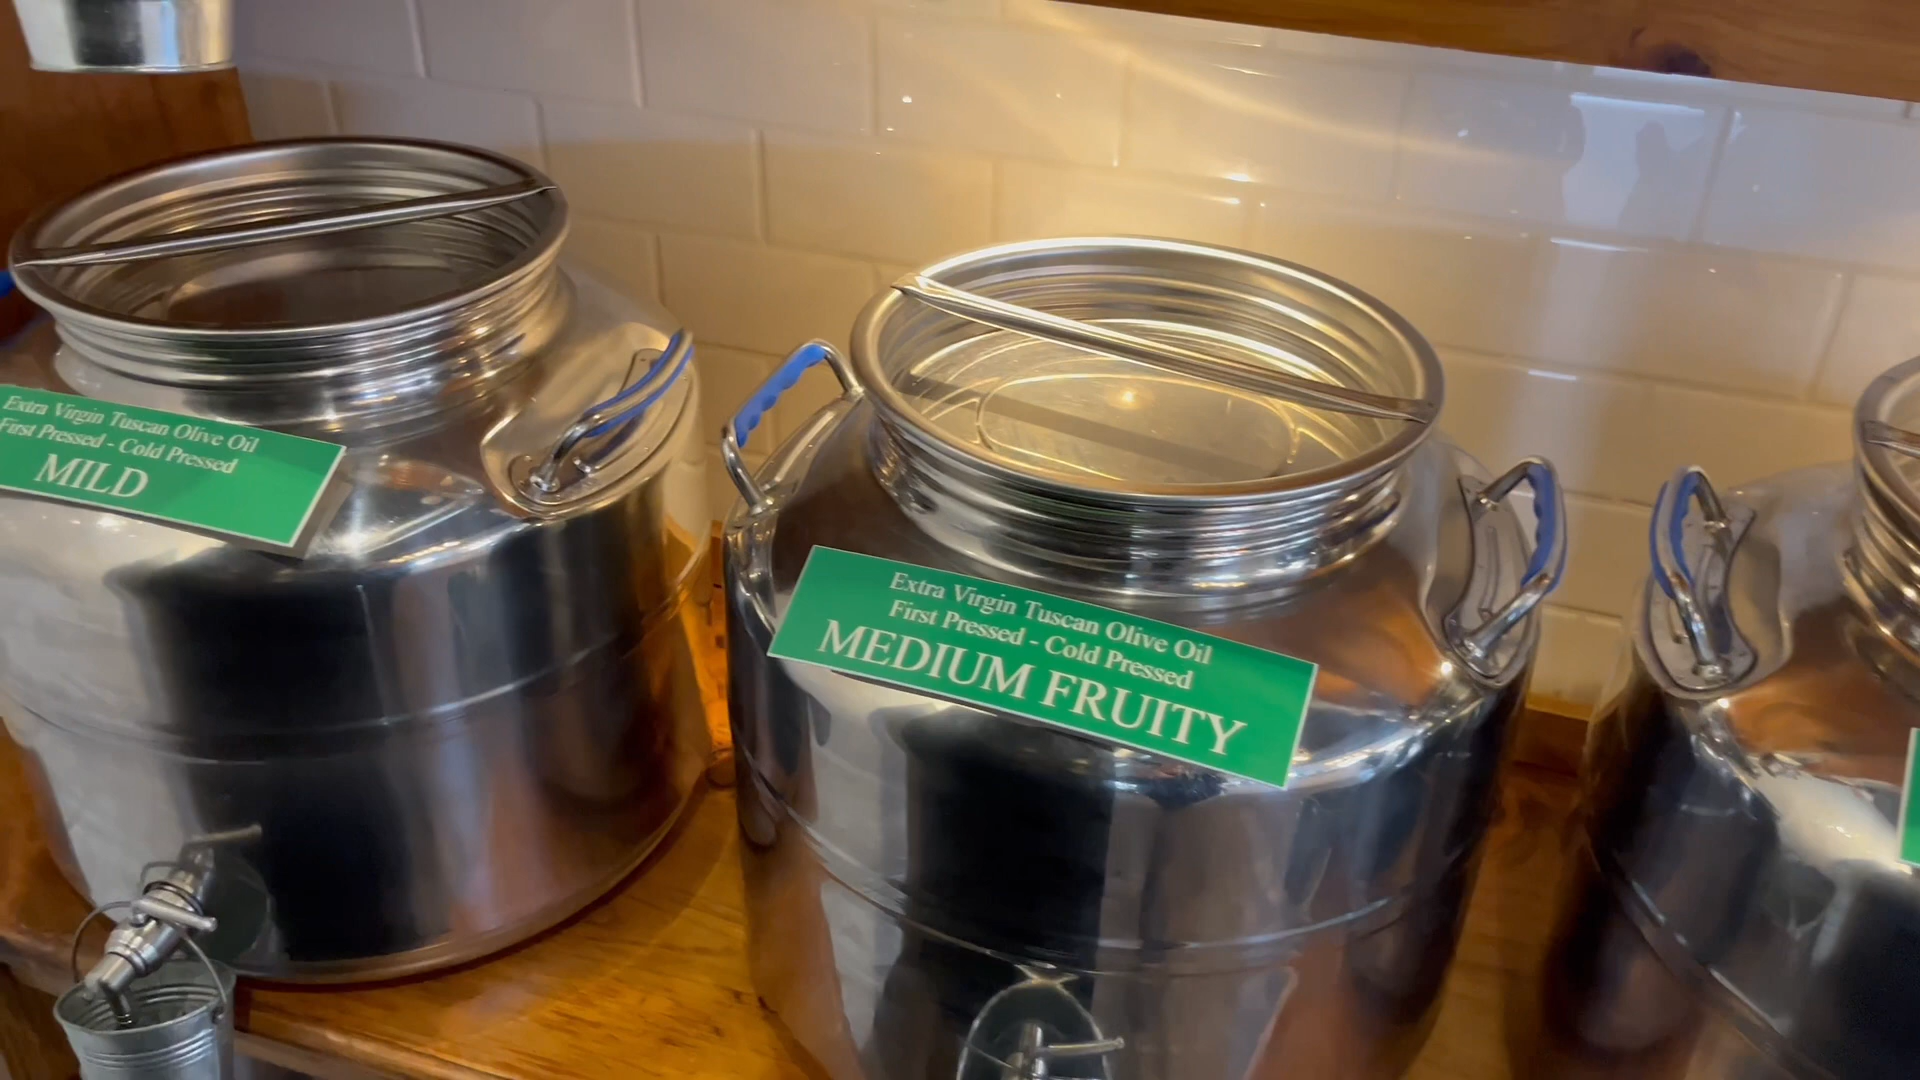 Extra Virgin Tuscan Olive Oil
First Pressed - Cold Pressed
MILD
Extra Virgin Tuscan Olive Oil
First Pressed - Cold Pressed
MEDIUM FRUITY